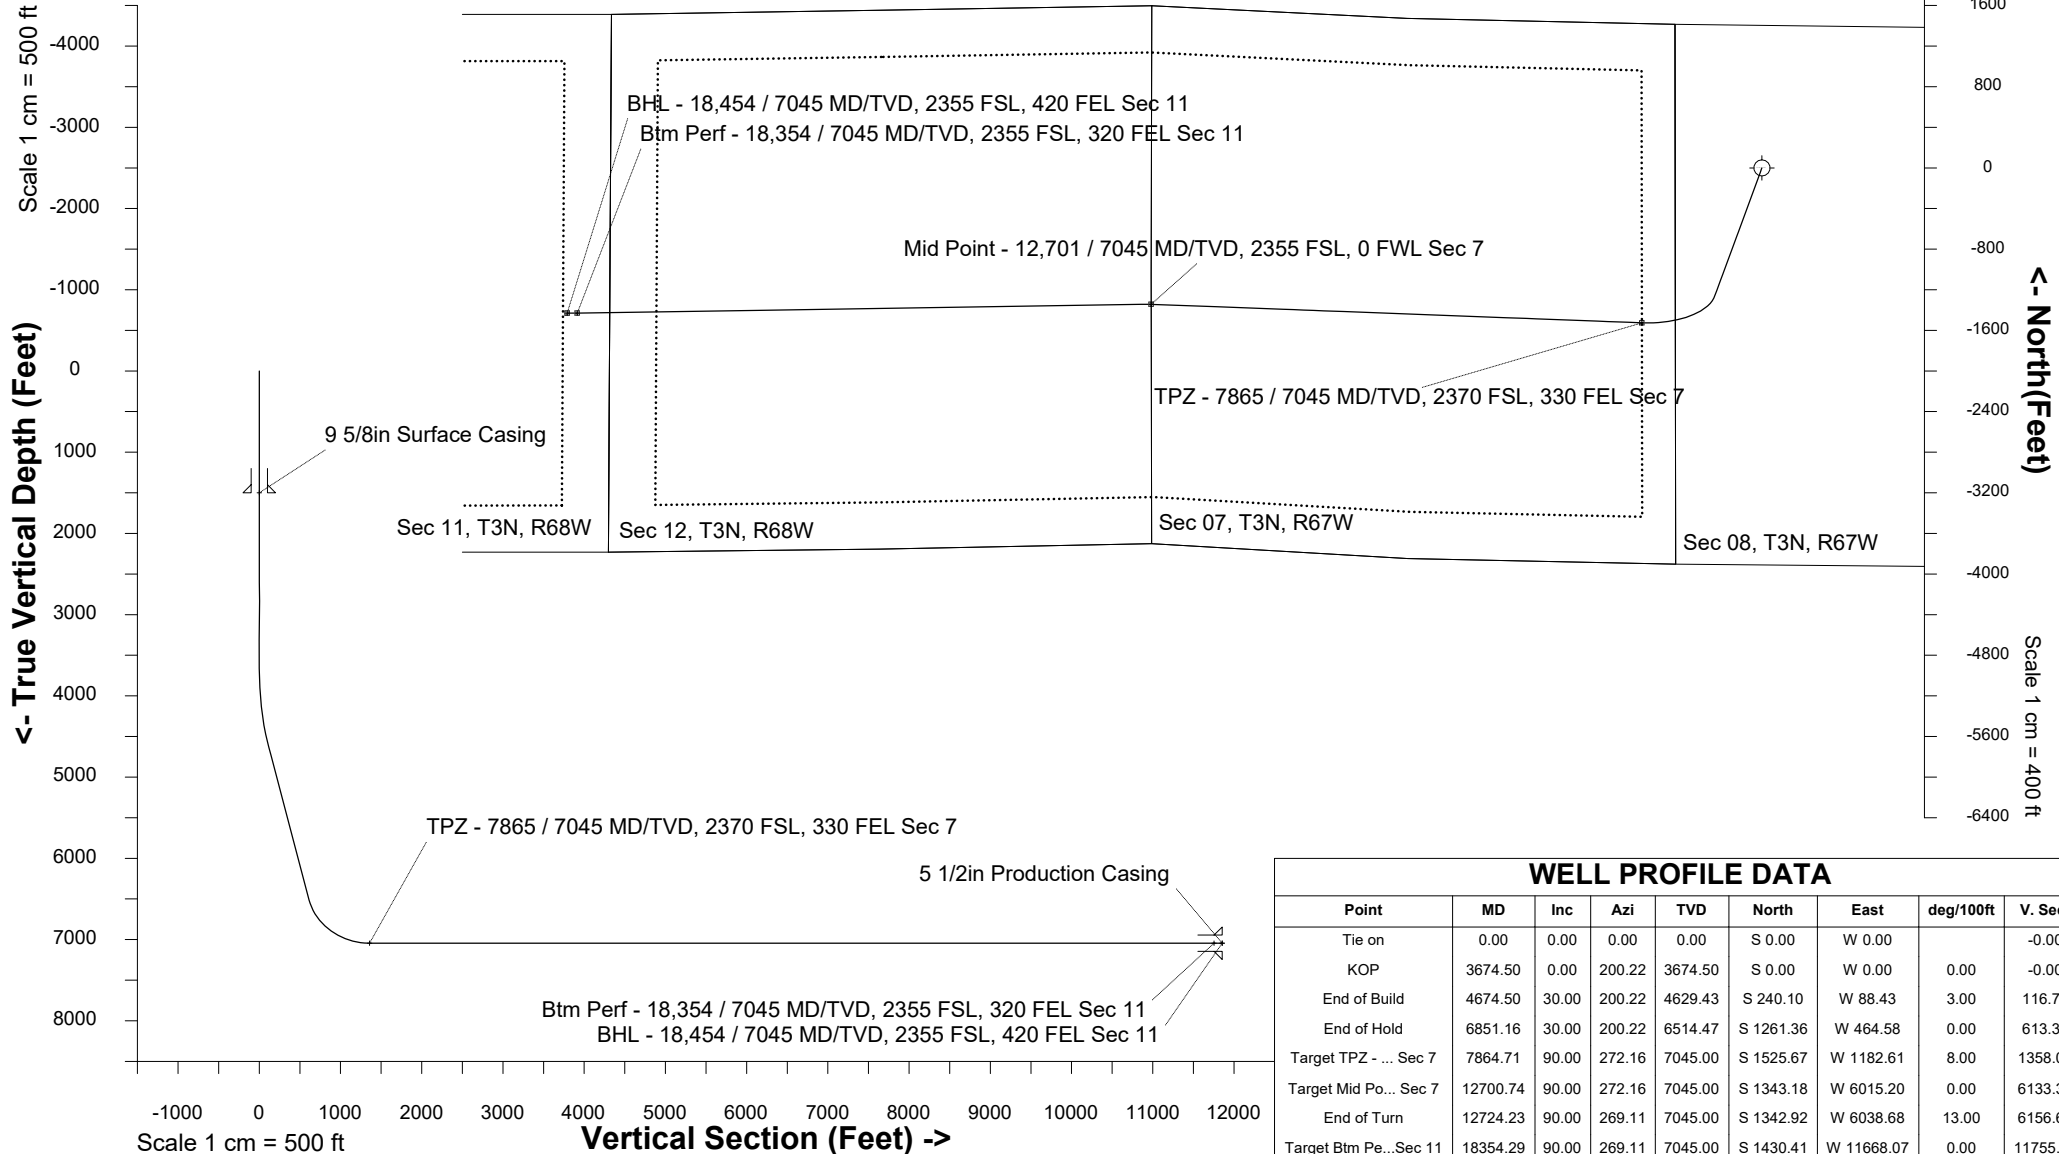 Scale 1 cm = 500 ft
<- True Vertical Depth (Feet)
-4000
-3000
-2000
-1000
0
1000
2000
3000
4000
5000
6000
7000
8000
BHL - 18,454 / 7045 MD/TVD, 2355 FSL, 420 FEL Sec 11
Btm Perf - 18,354 / 7045 MD/TVD, 2355 FSL, 320 FEL Sec 11
Mid Point - 12,701 / 7045 MD/TVD, 2355 FSL, 0 FWL Sec 7
TPZ - 7865 / 7045 MD/TVD, 2370 FSL, 330 FEL Sec 7
9 5/8in Surface Casing
Sec 11, T3N, R68W
Sec 12, T3N, R68W
Sec 07, T3N, R67W
Sec 08, T3N, R67W
1600
800
0
-800
-1600
-2400
-3200
-4000
-4800
-5600
-6400
<- North(Feet)
Scale 1 cm = 400 ft
TPZ - 7865 / 7045 MD/TVD, 2370 FSL, 330 FEL Sec 7
5 1/2in Production Casing
Btm Perf - 18,354 / 7045 MD/TVD, 2355 FSL, 320 FEL Sec 11
BHL - 18,454 / 7045 MD/TVD, 2355 FSL, 420 FEL Sec 11
-1000 0 1000 2000 3000 4000 5000 6000 7000 8000 9000 10000 11000 12000
Scale 1 cm = 500 ft
Vertical Section (Feet) ->
WELL PROFILE DATA
Point MD Inc Azi TVD North East deg/100ft V. Sec
Tie on 0.00 0.00 0.00 0.00 S 0.00 W 0.00 -0.00
KOP 3674.50 0.00 200.22 3674.50 S 0.00 W 0.00 0.00 -0.00
End of Build 4674.50 30.00 200.22 4629.43 S 240.10 W 88.43 3.00 116.7
End of Hold 6851.16 30.00 200.22 6514.47 S 1261.36 W 464.58 0.00 613.3
Target TPZ - ... Sec 7 7864.71 90.00 272.16 7045.00 S 1525.67 W 1182.61 8.00 1358.0
Target Mid Po... Sec 7 12700.74 90.00 272.16 7045.00 S 1343.18 W 6015.20 0.00 6133.3
End of Turn 12724.23 90.00 269.11 7045.00 S 1342.92 W 6038.68 13.00 6156.6
Target Btm Pe...Sec 11 18354.29 90.00 269.11 7045.00 S 1430.41 W 11668.07 0.00 11755.